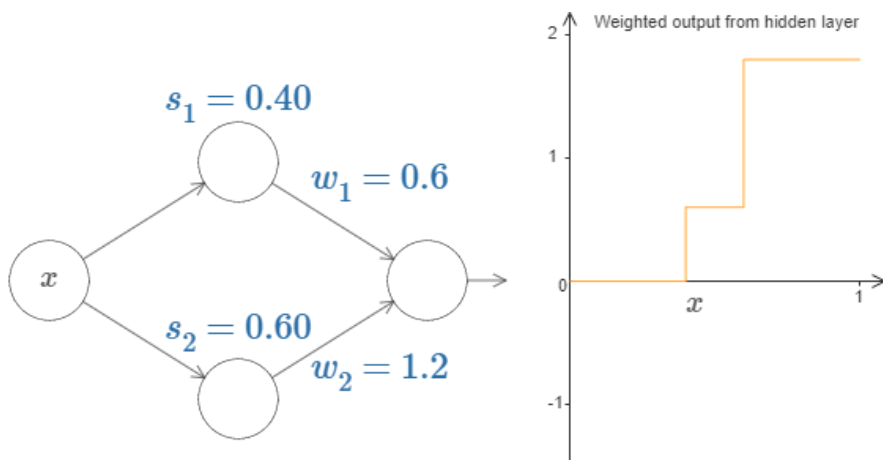 s₁ = 0.40
w₁ = 0.6
x
s₂ = 0.60
w₂ = 1.2
Weighted output from hidden layer
2
1
0
x
1
-1